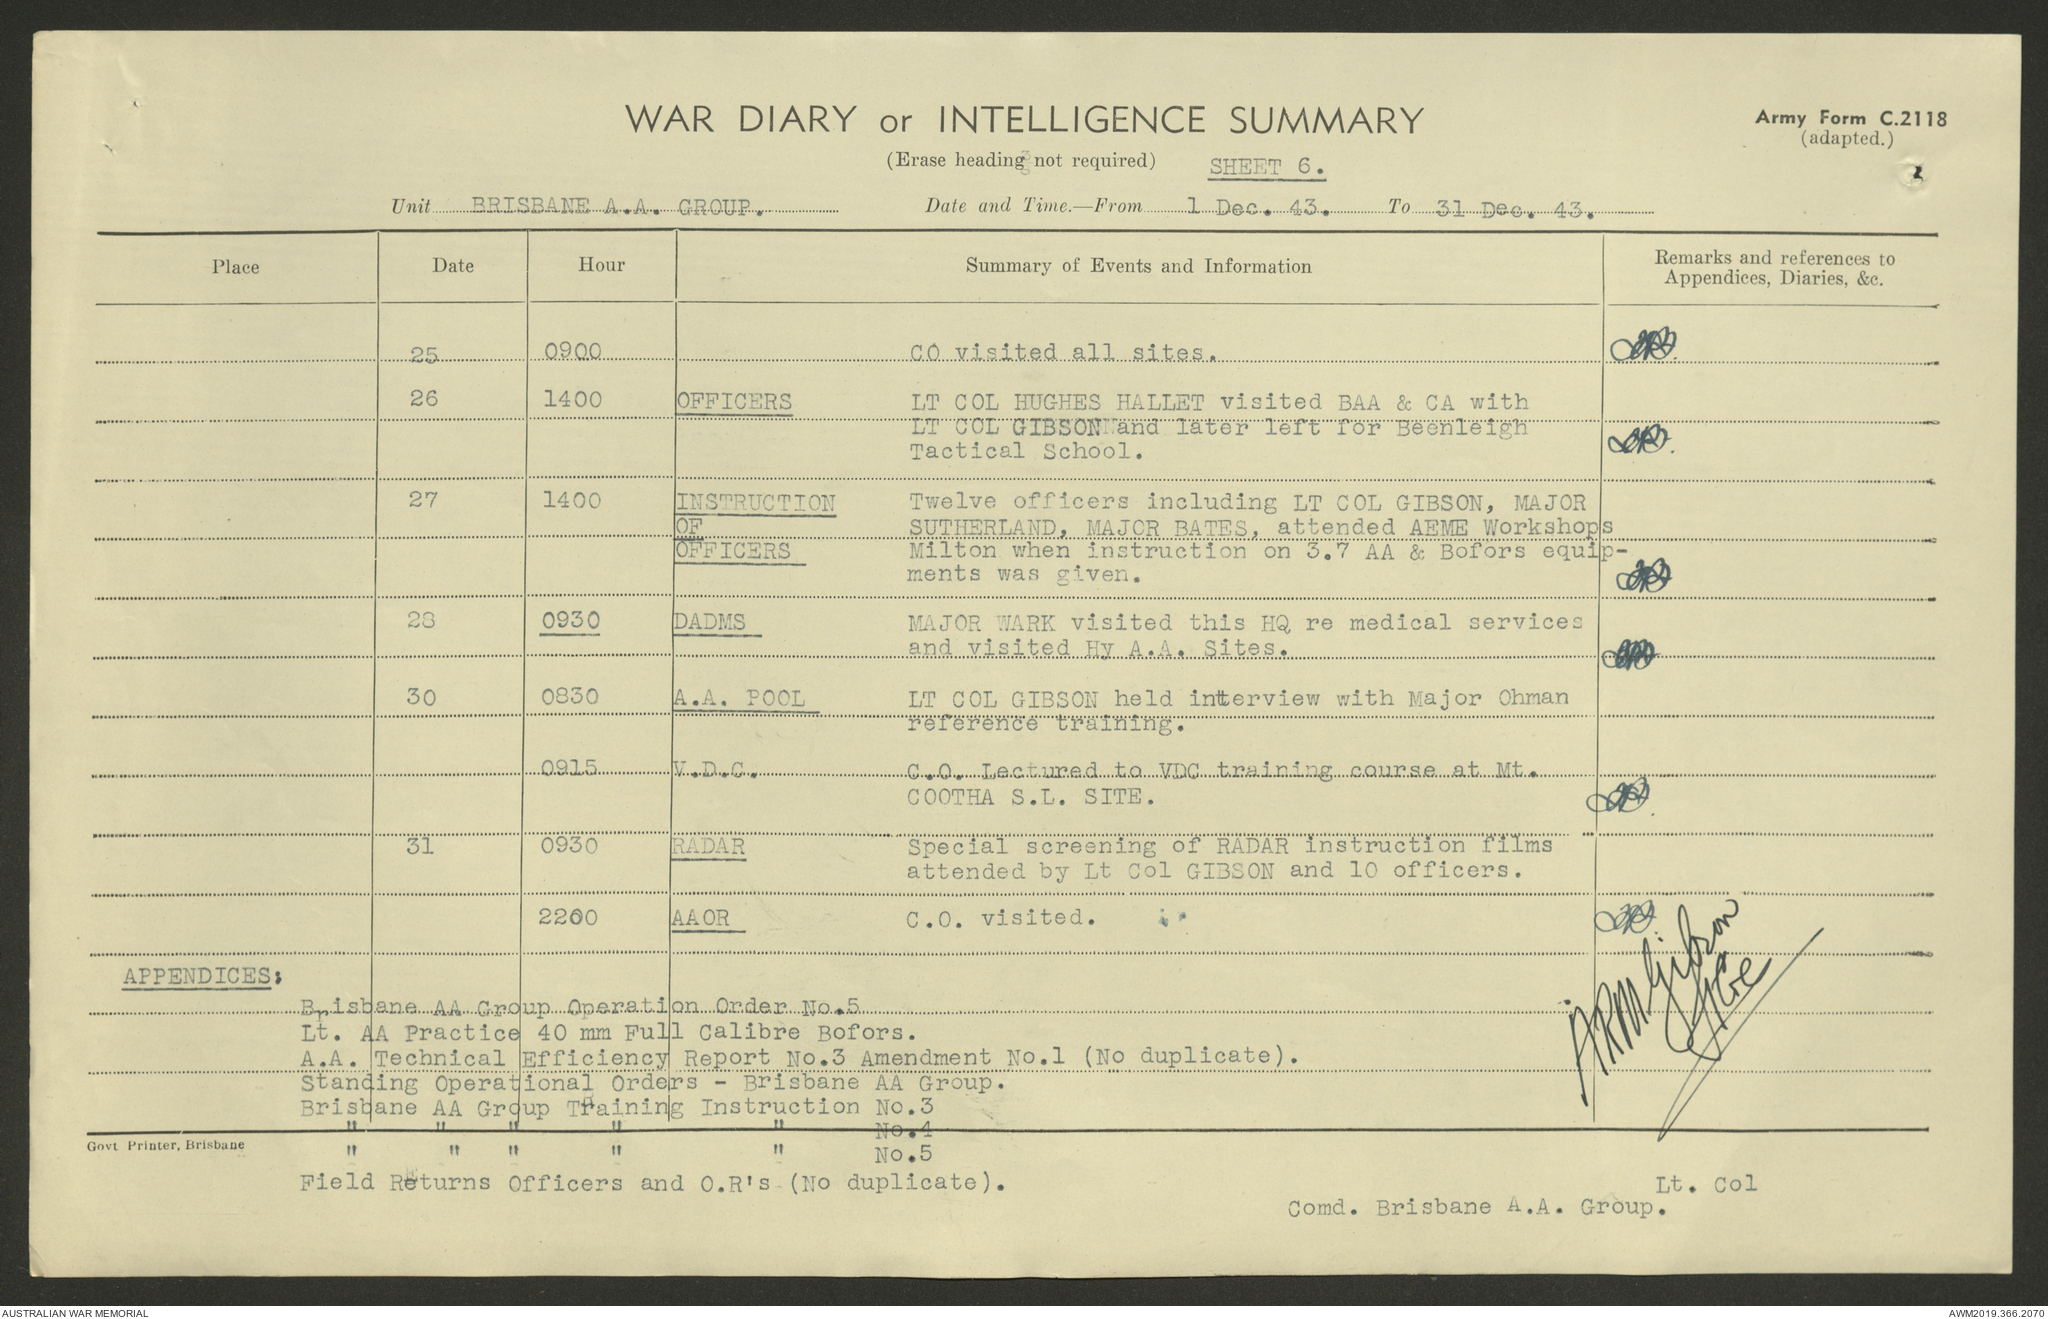 WAR DIARY or INTELLIGENCE SUMMARY
Army Form C.2118
(adapted.)
(Erase heading not required) SHEET 6.
Unit BRISBANE A.A. GROUP. Date and Time.—From 1 Dec. 43. To 31 Dec. 43.
Place Date Hour Summary of Events and Information Remarks and references to
Appendices, Diaries, &c.
25 0900 CO visited all sites.
26 1400 OFFICERS LT COL HUGHES HALLET visited BAA & CA with
LT COL GIBSON and later left for Beenleigh
Tactical School.
27 1400 INSTRUCTION Twelve officers including LT COL GIBSON, MAJOR
OF SUTHERLAND, MAJOR BATES, attended AEME Workshops
OFFICERS Milton when instruction on 3.7 AA & Bofors equip-
ments was given.
28 0930 DADMS MAJOR WARK visited this HQ re medical services
and visited Hy A.A. Sites.
30 0830 A.A. POOL LT COL GIBSON held interview with Major Ohman
reference training.
0915 V.D.C. C.O. Lectured to VDC training course at Mt.
COOTHA S.L. SITE.
31 0930 RADAR Special screening of RADAR instruction films
attended by Lt Col GIBSON and 10 officers.
2200 AAOR C.O. visited.
ARMGibson
APPENDICES;
Brisbane AA Group Operation Order No.5
Lt. AA Practice 40 mm Full Calibre Bofors.
A.A. Technical Efficiency Report No.3 Amendment No.1 (No duplicate).
Standing Operational Orders - Brisbane AA Group.
Brisbane AA Group Training Instruction No.3
" " " " " No.4
Govt Printer, Brisbane
" " " " " No.5
Field Returns Officers and O.R's (No duplicate).
Lt. Col
Comd. Brisbane A.A. Group.
AUSTRALIAN WAR MEMORIAL AWM2019.366.2070